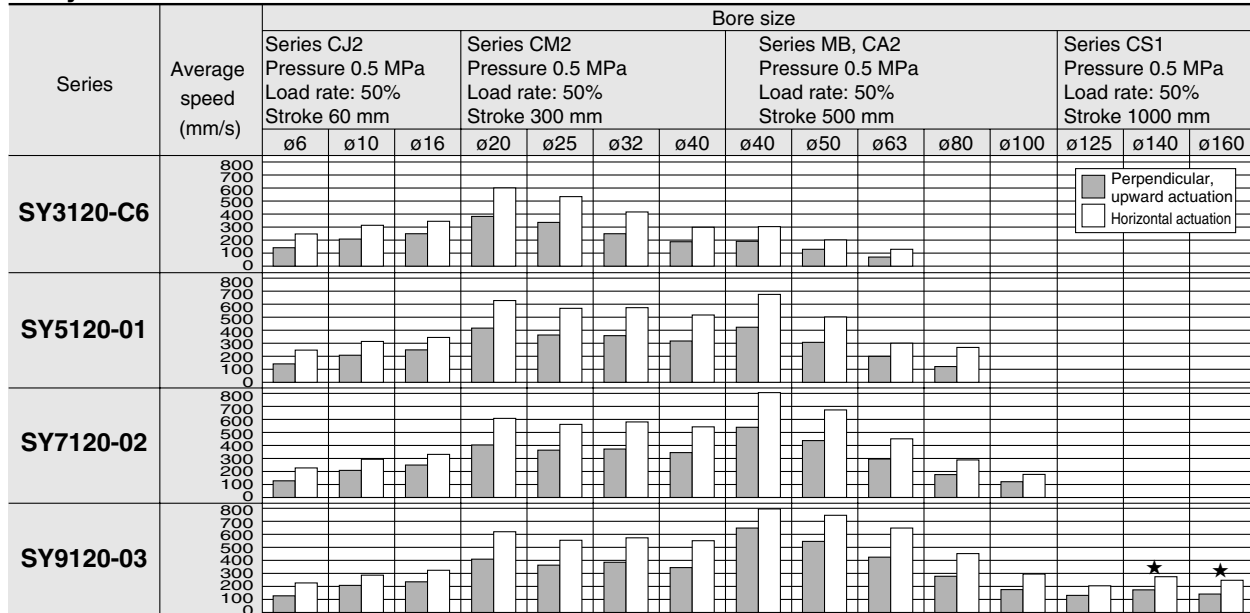 Bore size
Series
Average
speed
(mm/s)
Series CJ2
Pressure 0.5 MPa
Load rate: 50%
Stroke 60 mm
Series CM2
Pressure 0.5 MPa
Load rate: 50%
Stroke 300 mm
Series MB, CA2
Pressure 0.5 MPa
Load rate: 50%
Stroke 500 mm
Series CS1
Pressure 0.5 MPa
Load rate: 50%
Stroke 1000 mm
ø6 ø10 ø16 ø20 ø25 ø32 ø40 ø40 ø50 ø63 ø80 ø100 ø125 ø140 ø160
SY3120-C6
800
700
600
500
400
300
200
100
0
Perpendicular,
upward actuation
Horizontal actuation
SY5120-01
800
700
600
500
400
300
200
100
0
SY7120-02
800
700
600
500
400
300
200
100
0
SY9120-03
800
700
600
500
400
300
200
100
0
★ ★